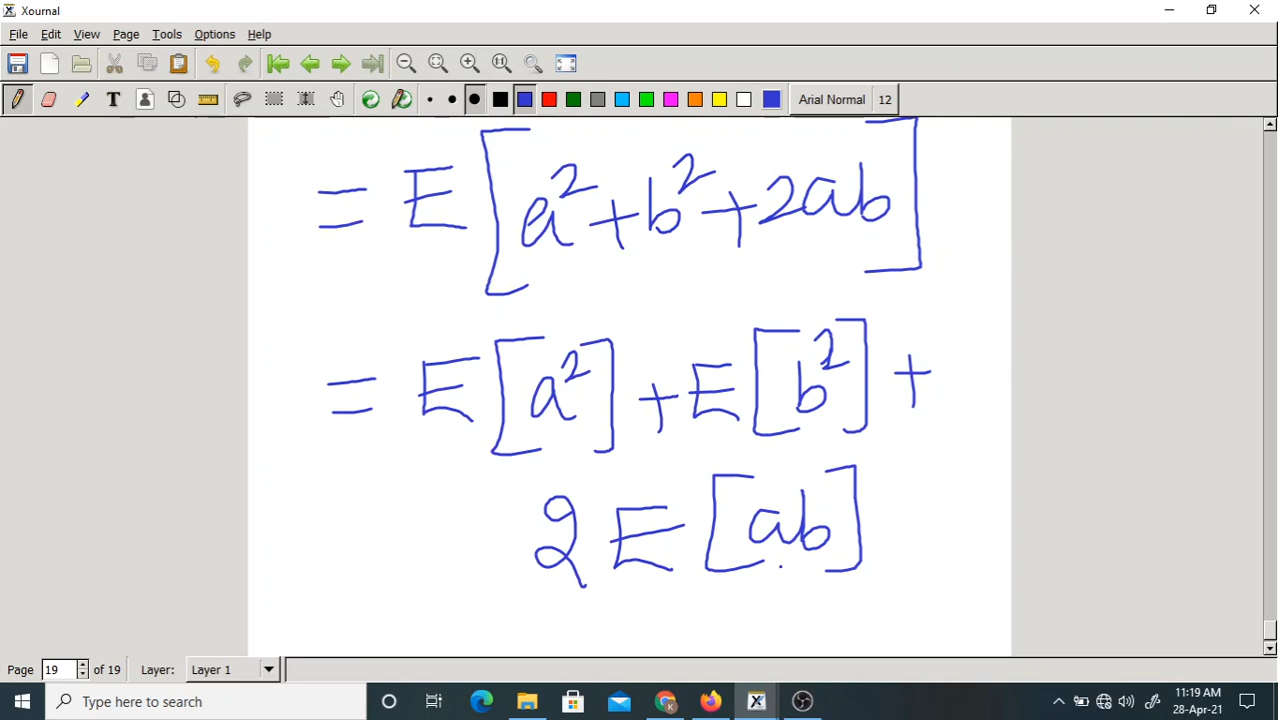 Xournal
File Edit View Page Tools Options Help
Arial Normal 12
= E[a²+b²+2ab]
= E[a²]+E[b²]+
2E[ab]
Page 19 of 19 Layer: Layer 1
Type here to search
11:19 AM
28-Apr-21